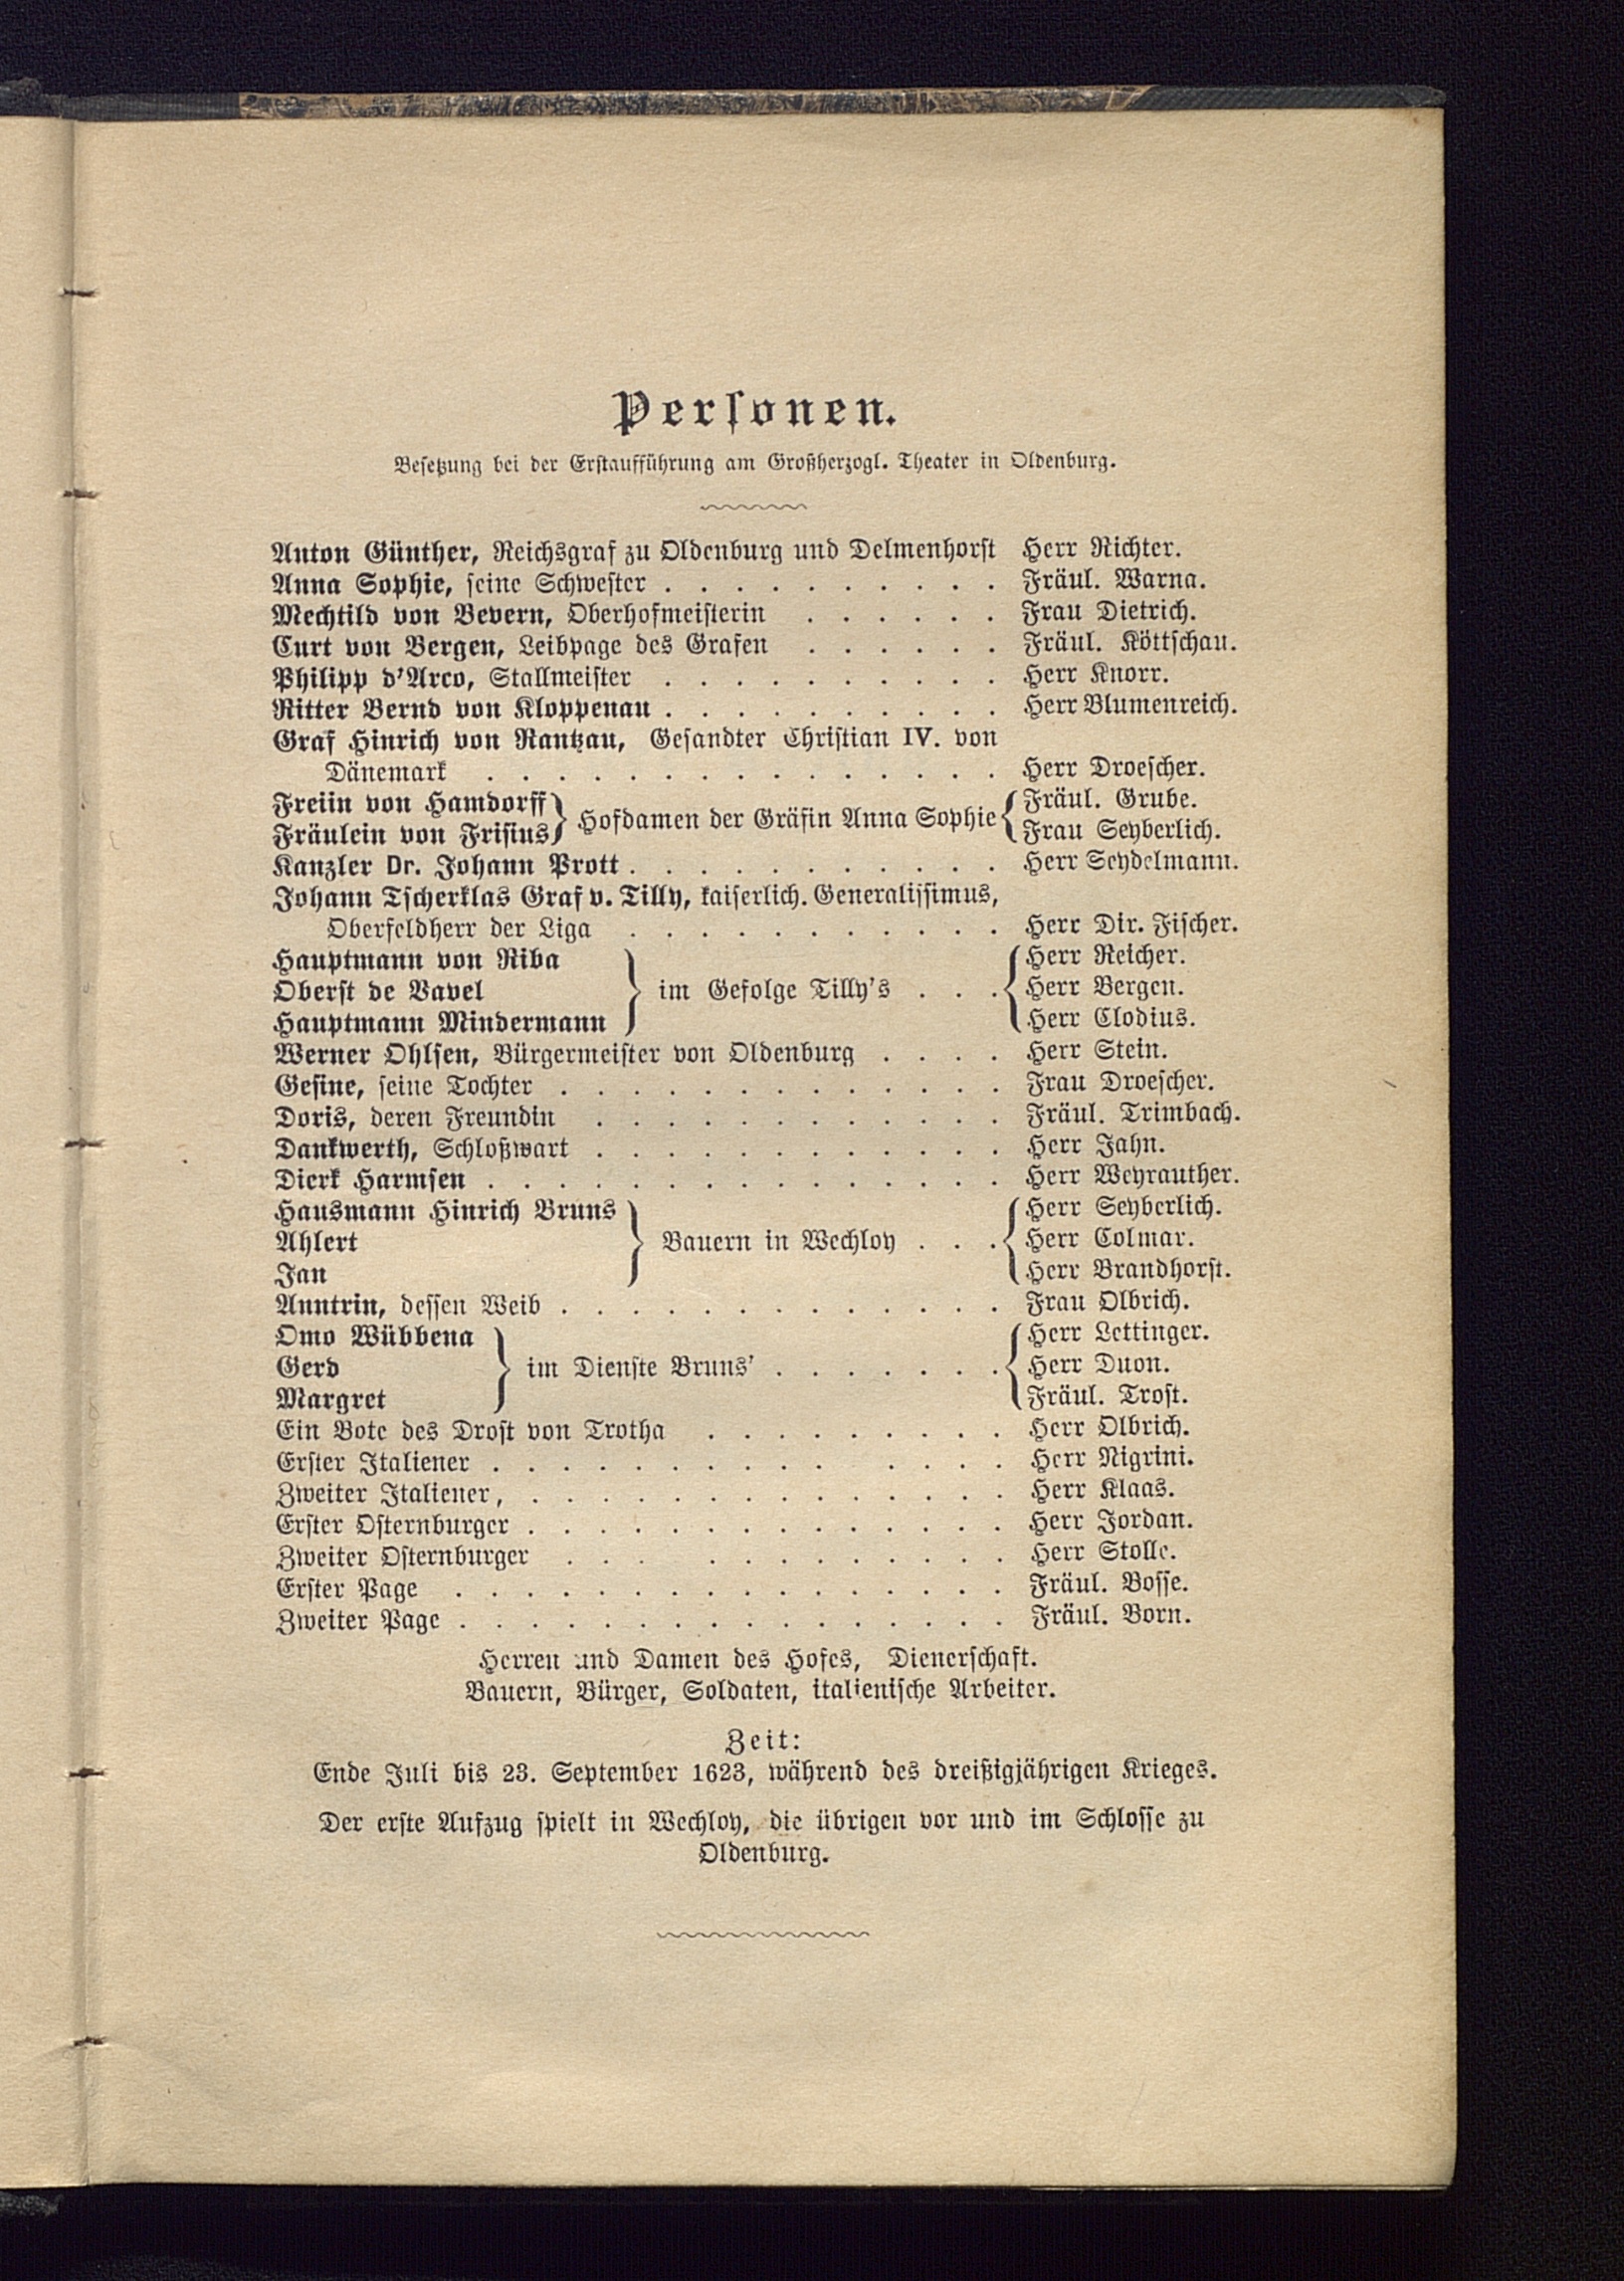 Personen.
Besetzung bei der Erstaufführung am Großherzogl. Theater in Oldenburg.
Anton Günther, Reichsgraf zu Oldenburg und Delmenhorst Herr Richter.
Anna Sophie, seine Schwester . . . . . . . . . . Fräul. Warna.
Mechtild von Bevern, Oberhofmeisterin . . . . . . Frau Dietrich.
Curt von Bergen, Leibpage des Grafen . . . . . . Fräul. Köttschau.
Philipp d'Arco, Stallmeister . . . . . . . . . . Herr Knorr.
Ritter Bernd von Kloppenau . . . . . . . . . . Herr Blumenreich.
Graf Hinrich von Rantzau, Gesandter Christian IV. von
Dänemark . . . . . . . . . . . . . . . Herr Droescher.
Freiin von Hamdorff } Hofdamen der Gräfin Anna Sophie { Fräul. Grube.
Fräulein von Frisius } { Frau Seyberlich.
Kanzler Dr. Johann Prott . . . . . . . . . . . Herr Seydelmann.
Johann Tscherklas Graf v. Tilly, kaiserlich. Generalissimus,
Oberfeldherr der Liga . . . . . . . . . . . Herr Dir. Fischer.
Hauptmann von Riba { Herr Reicher.
Oberst de Vavel } im Gefolge Tilly's . . . { Herr Bergen.
Hauptmann Mindermann { Herr Clodius.
Werner Ohlsen, Bürgermeister von Oldenburg . . . . Herr Stein.
Gesine, seine Tochter . . . . . . . . . . . . . Frau Droescher.
Doris, deren Freundin . . . . . . . . . . . . Fräul. Trimbach.
Dankwerth, Schloßwart . . . . . . . . . . . . Herr Jahn.
Dierk Harmsen . . . . . . . . . . . . . . . Herr Weyrauther.
Hausmann Hinrich Bruns { Herr Seyberlich.
Ahlert } Bauern in Wechloy . . . { Herr Colmar.
Jan { Herr Brandhorst.
Anntrin, dessen Weib . . . . . . . . . . . . . Frau Olbrich.
Omo Wübbena { Herr Lettinger.
Gerd } im Dienste Bruns' . . . . . . . { Herr Duon.
Margret { Fräul. Trost.
Ein Bote des Drost von Trotha . . . . . . . . . Herr Olbrich.
Erster Italiener . . . . . . . . . . . . . . Herr Nigrini.
Zweiter Italiener, . . . . . . . . . . . . . . Herr Klaas.
Erster Osternburger . . . . . . . . . . . . . . Herr Jordan.
Zweiter Osternburger . . . . . . . . . . . . Herr Stolle.
Erster Page . . . . . . . . . . . . . . . . Fräul. Bosse.
Zweiter Page . . . . . . . . . . . . . . . . Fräul. Born.
Herren und Damen des Hofes, Dienerschaft.
Bauern, Bürger, Soldaten, italienische Arbeiter.
Zeit:
Ende Juli bis 23. September 1623, während des dreißigjährigen Krieges.
Der erste Aufzug spielt in Wechloy, die übrigen vor und im Schlosse zu
Oldenburg.